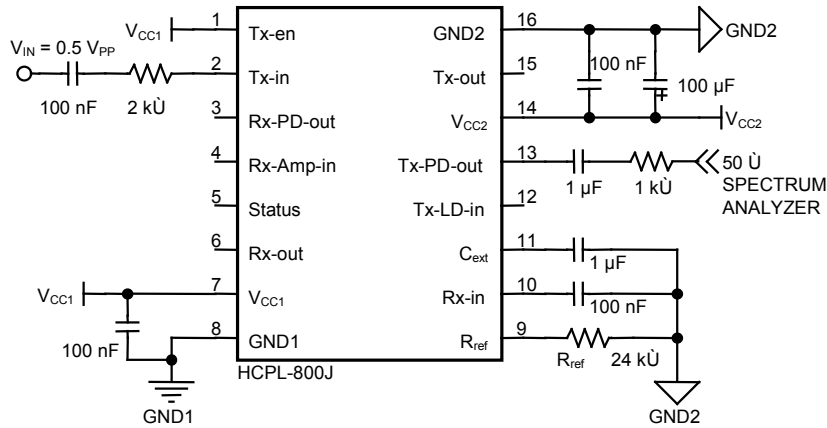 VCC1
1
Tx-en
VIN = 0.5 VPP
100 nF
2 kÙ
2
Tx-in
3
Rx-PD-out
4
Rx-Amp-in
5
Status
6
Rx-out
VCC1
7
VCC1
100 nF
8
GND1
GND1
HCPL-800J
GND2
16
GND2
100 nF
100 µF
Tx-out
15
VCC2
14
VCC2
Tx-PD-out
13
1 µF
1 kÙ
50 Ù
SPECTRUM
ANALYZER
Tx-LD-in
12
Cext
11
1 µF
Rx-in
10
100 nF
Rref
9
Rref
24 kÙ
GND2